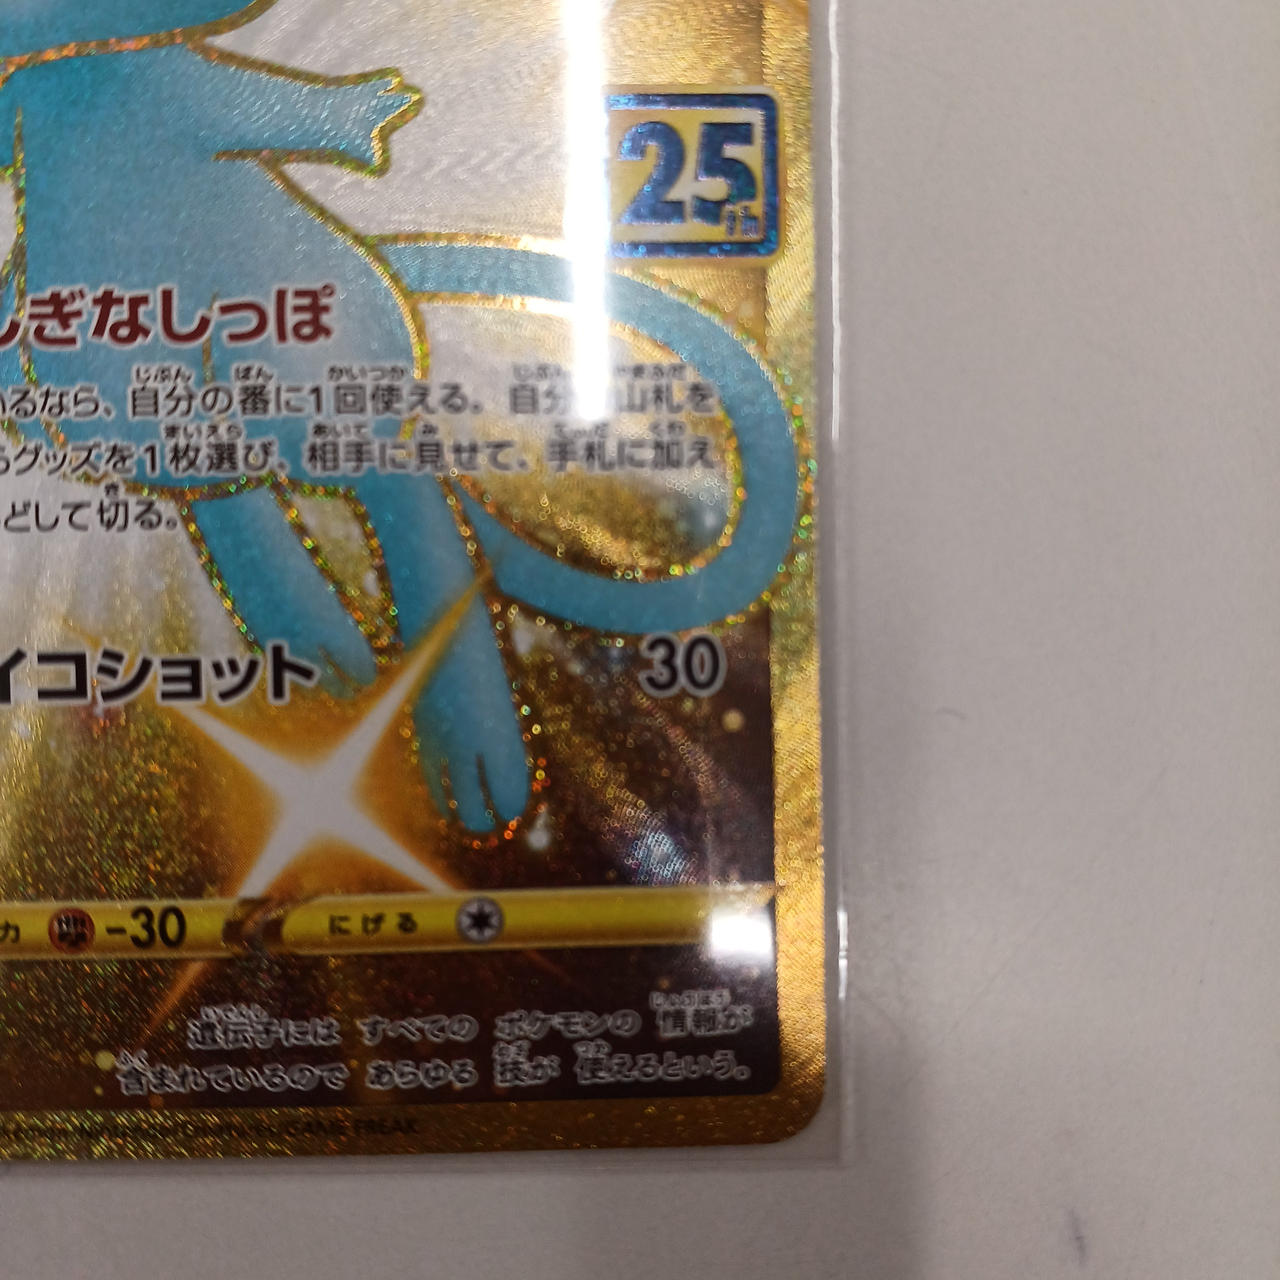 25th
しぎなしっぽ
いるなら、自分の番に1回使える。自分 山札を
らグッズを1枚選び、相手に見せて、手札に加え
どして切る。
イコショット 30
力 -30 にげる
遺伝子には すべての ポケモンの 情報が
含まれているので あらゆる 技が 使えるという。
GAME FREAK